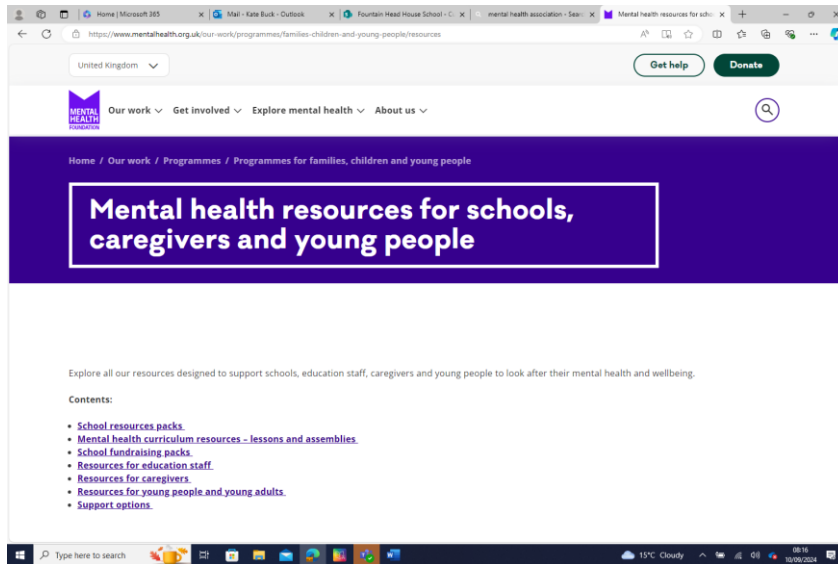 Home | Microsoft 365
Mail - Kate Buck - Outlook
Fountain Head House School - C
mental health association - Searc
Mental health resources for scho
https://www.mentalhealth.org.uk/our-work/programmes/families-children-and-young-people/resources
United Kingdom
Get help
Donate
MENTAL
HEALTH
FOUNDATION
Our work
Get involved
Explore mental health
About us
Home / Our work / Programmes / Programmes for families, children and young people
Mental health resources for schools,
caregivers and young people
Explore all our resources designed to support schools, education staff, caregivers and young people to look after their mental health and wellbeing.
Contents:
School resources packs
Mental health curriculum resources – lessons and assemblies
School fundraising packs
Resources for education staff
Resources for caregivers
Resources for young people and young adults
Support options
Type here to search
15°C Cloudy
08:16
10/09/2024